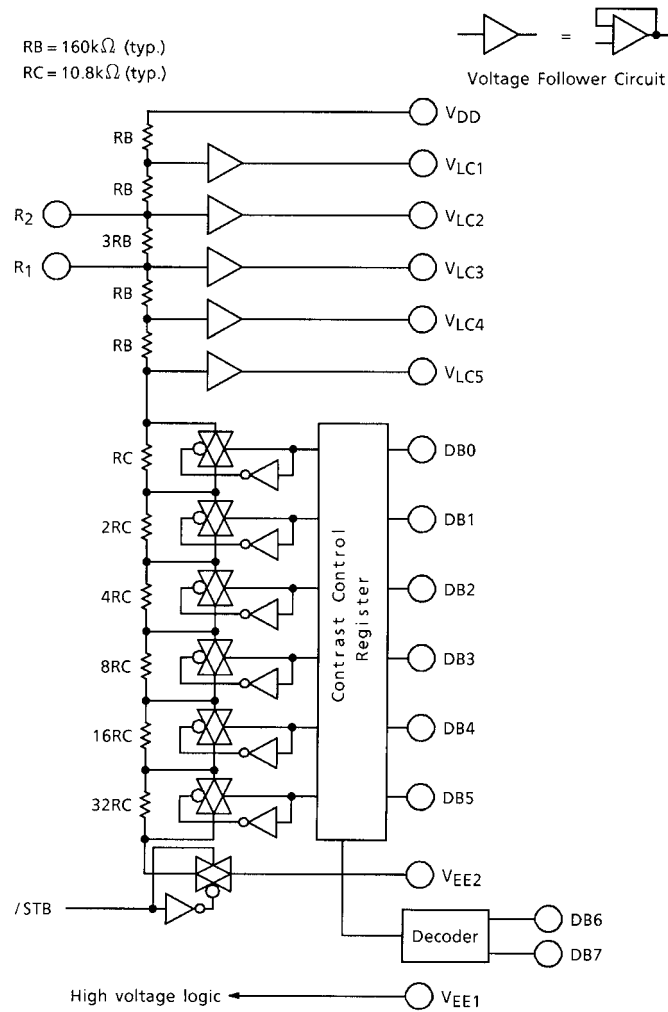 RB = 160kΩ (typ.)
RC = 10.8kΩ (typ.)
=
Voltage Follower Circuit
VDD
RB
VLC1
RB
R2
VLC2
3RB
R1
VLC3
RB
VLC4
RB
VLC5
RC
DB0
2RC
DB1
4RC
DB2
Contrast Control
Register
8RC
DB3
16RC
DB4
32RC
DB5
VEE2
/STB
Decoder
DB6
DB7
High voltage logic
VEE1